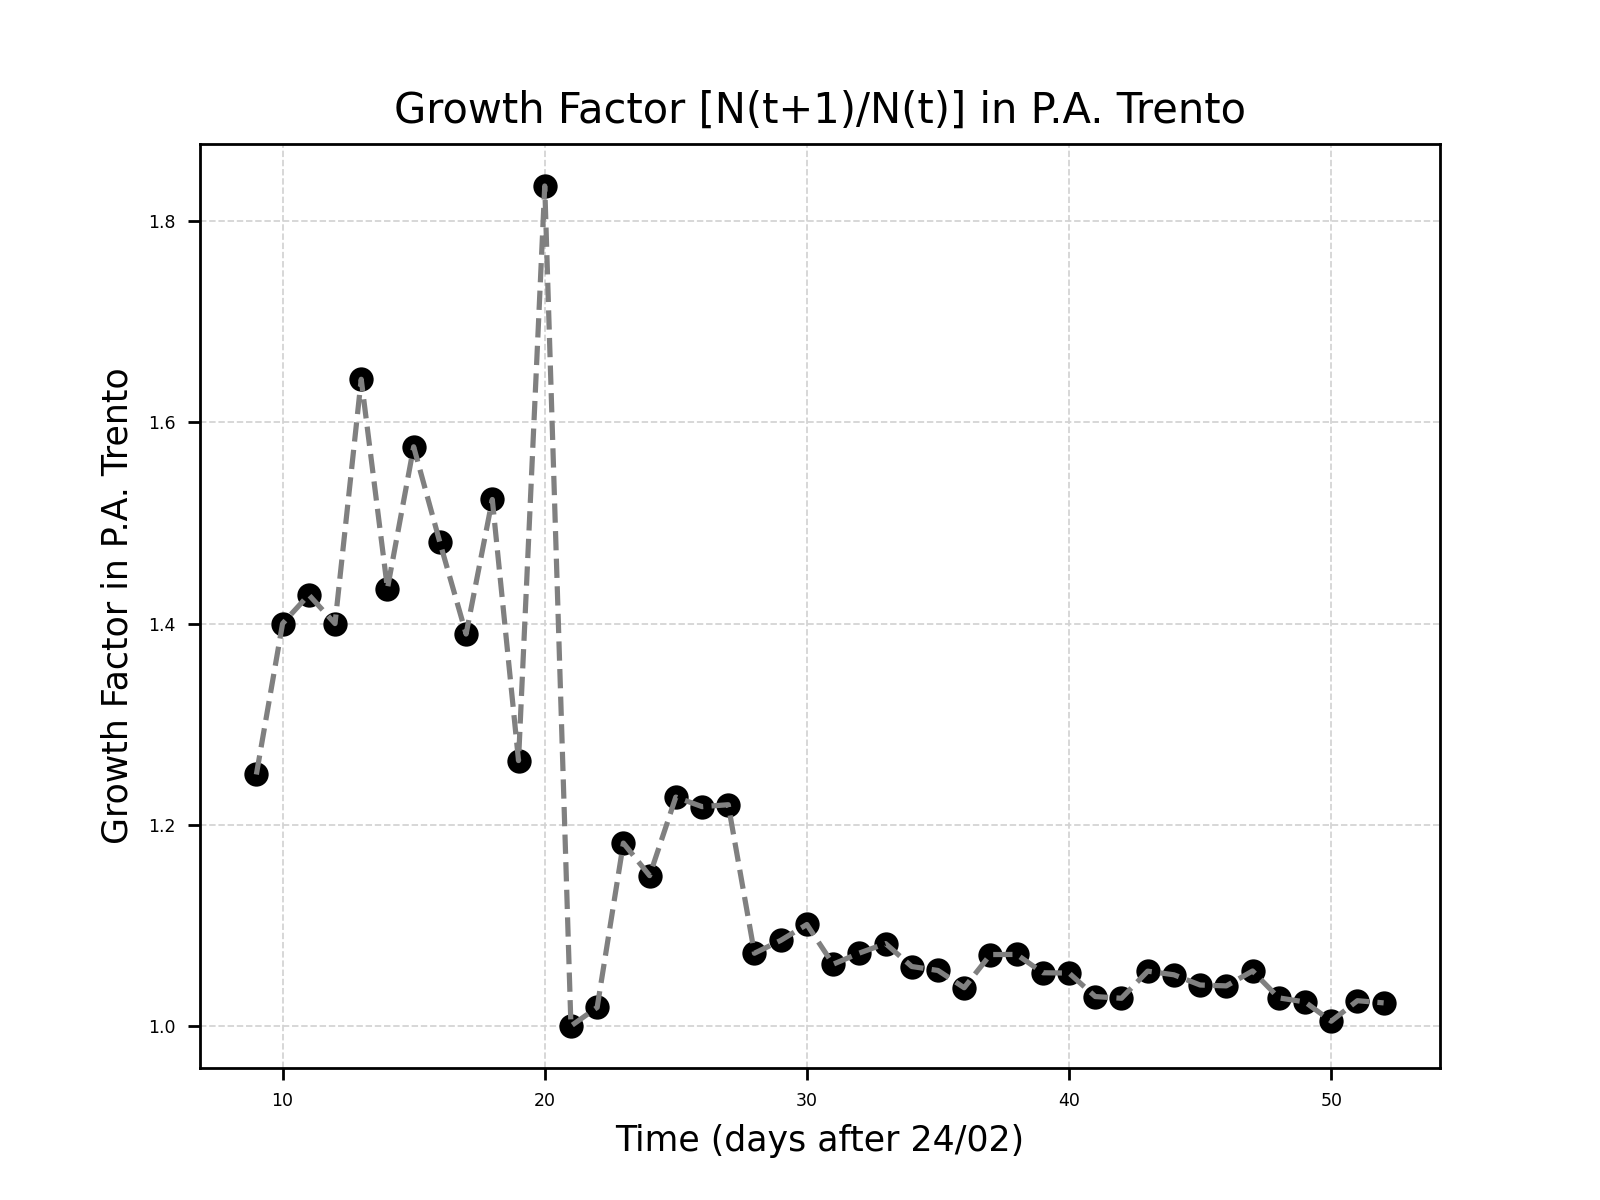 Growth Factor [N(t+1)/N(t)] in P.A. Trento
Growth Factor in P.A. Trento
1.8
1.6
1.4
1.2
1.0
10 20 30 40 50
Time (days after 24/02)